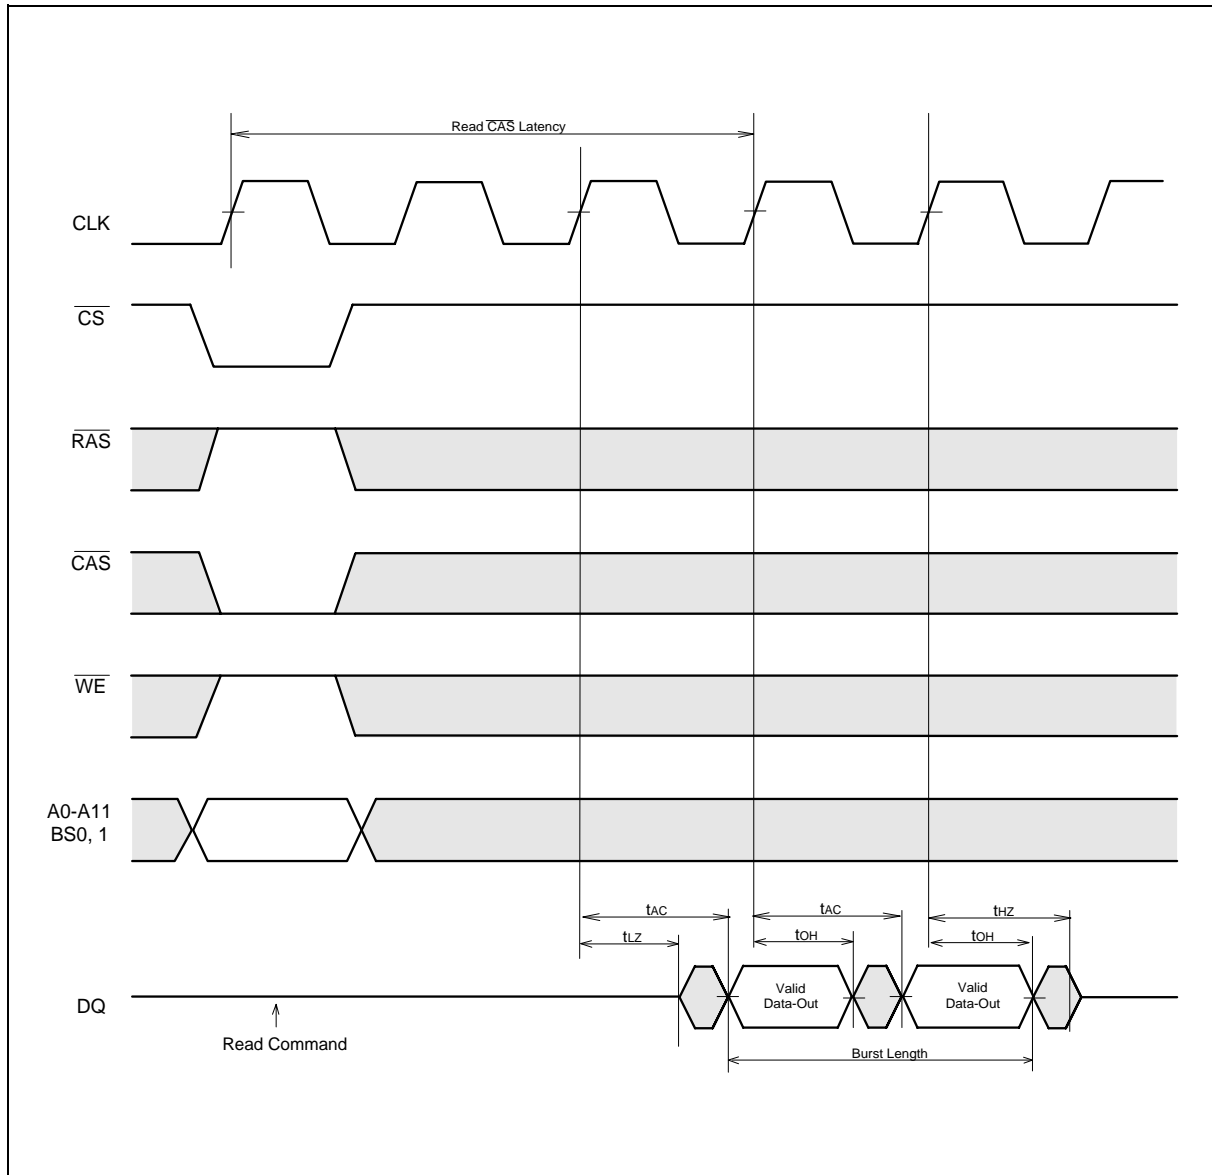 Read CAS Latency
CLK
CS
RAS
CAS
WE
A0-A11
BS0, 1
tAC
tAC
tHZ
tLZ
tOH
tOH
DQ
Valid
Data-Out
Valid
Data-Out
Read Command
Burst Length